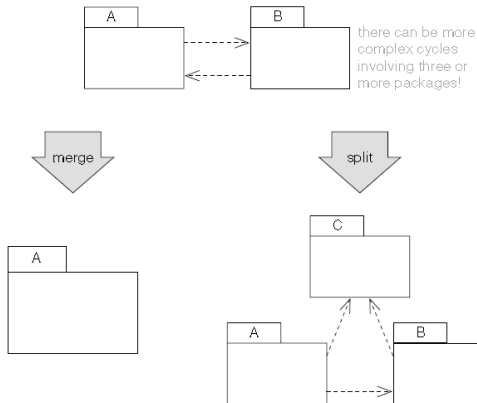 A
B
there can be more
complex cycles
involving three or
more packages!
merge
split
A
C
A
B